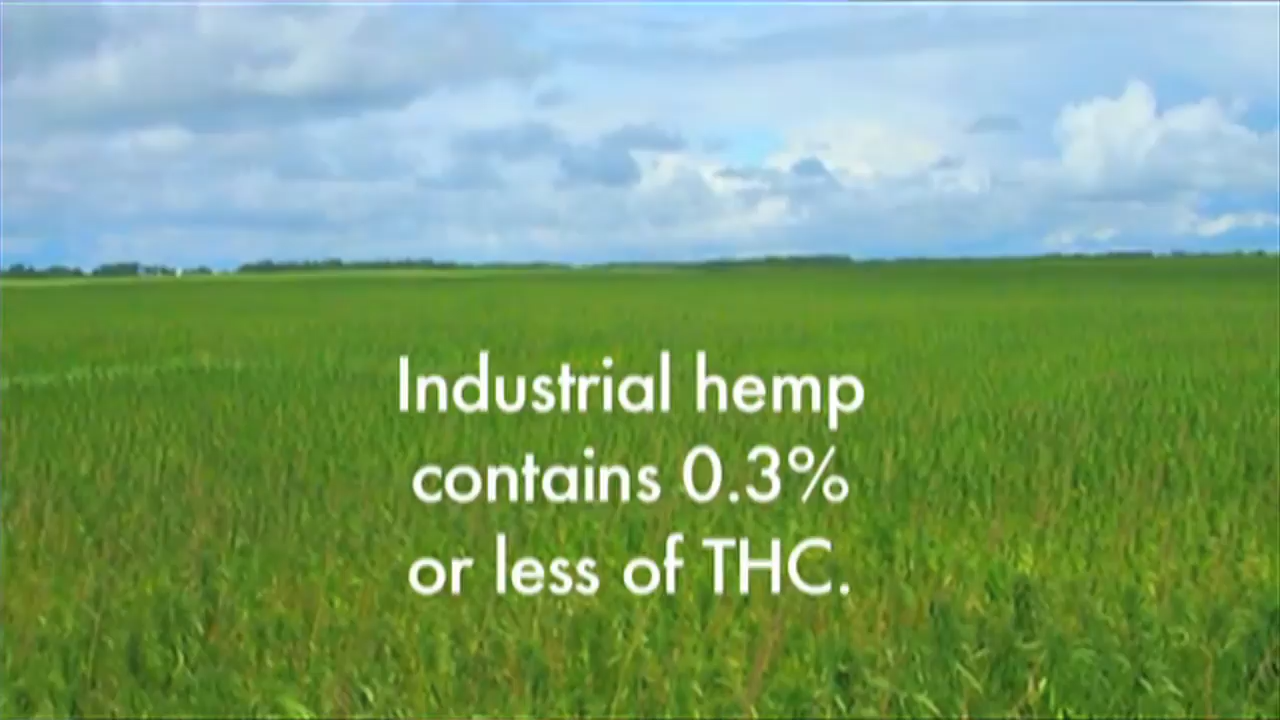 Industrial hemp
contains 0.3%
or less of THC.